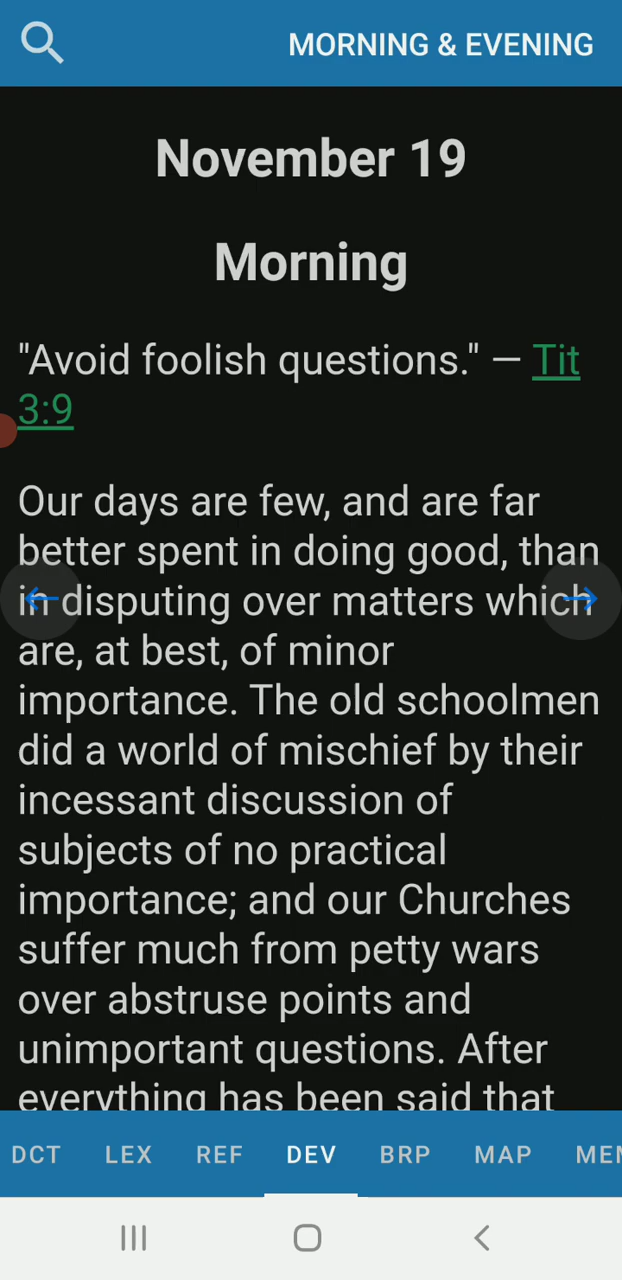 MORNING & EVENING
November 19
Morning
"Avoid foolish questions." — Tit
3:9
Our days are few, and are far
better spent in doing good, than
in disputing over matters which
are, at best, of minor
importance. The old schoolmen
did a world of mischief by their
incessant discussion of
subjects of no practical
importance; and our Churches
suffer much from petty wars
over abstruse points and
unimportant questions. After
everything has been said that
DCT LEX REF DEV BRP MAP